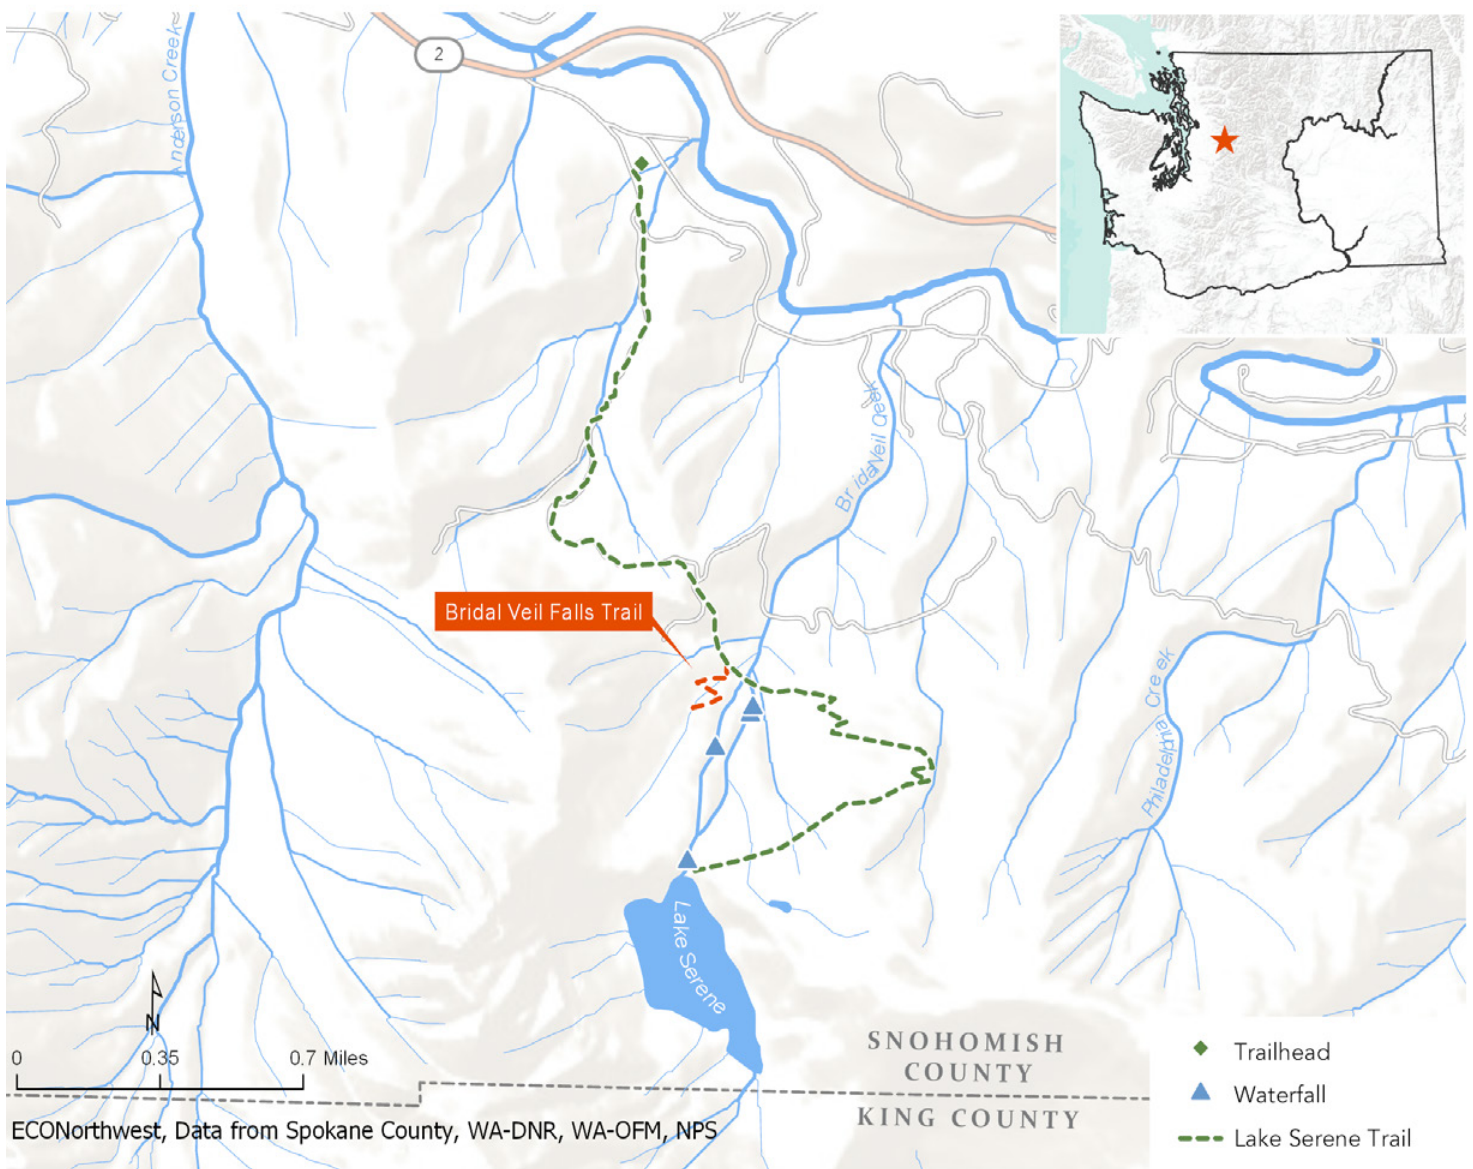 2
Anderson Creek
Bridal Veil Creek
Bridal Veil Falls Trail
Philadelphia Creek
Lake Serene
N
0 0.35 0.7 Miles
SNOHOMISH
COUNTY
KING COUNTY
Trailhead
Waterfall
Lake Serene Trail
ECONorthwest, Data from Spokane County, WA-DNR, WA-OFM, NPS